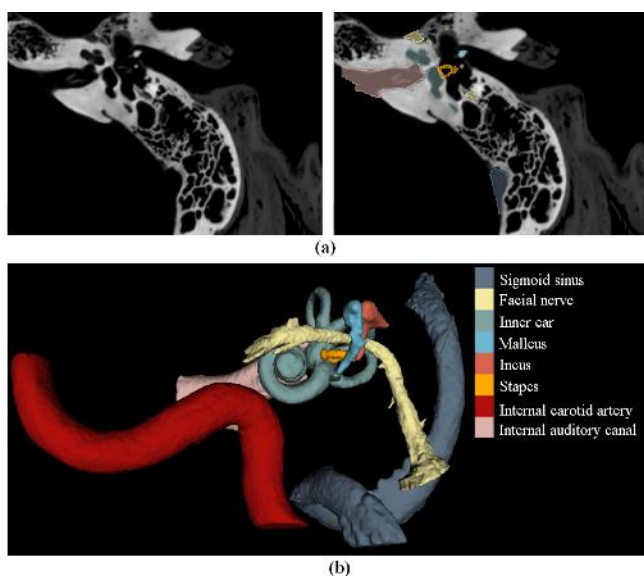 (a)
Sigmoid sinus
Facial nerve
Inner ear
Malleus
Incus
Stapes
Internal carotid artery
Internal auditory canal
(b)